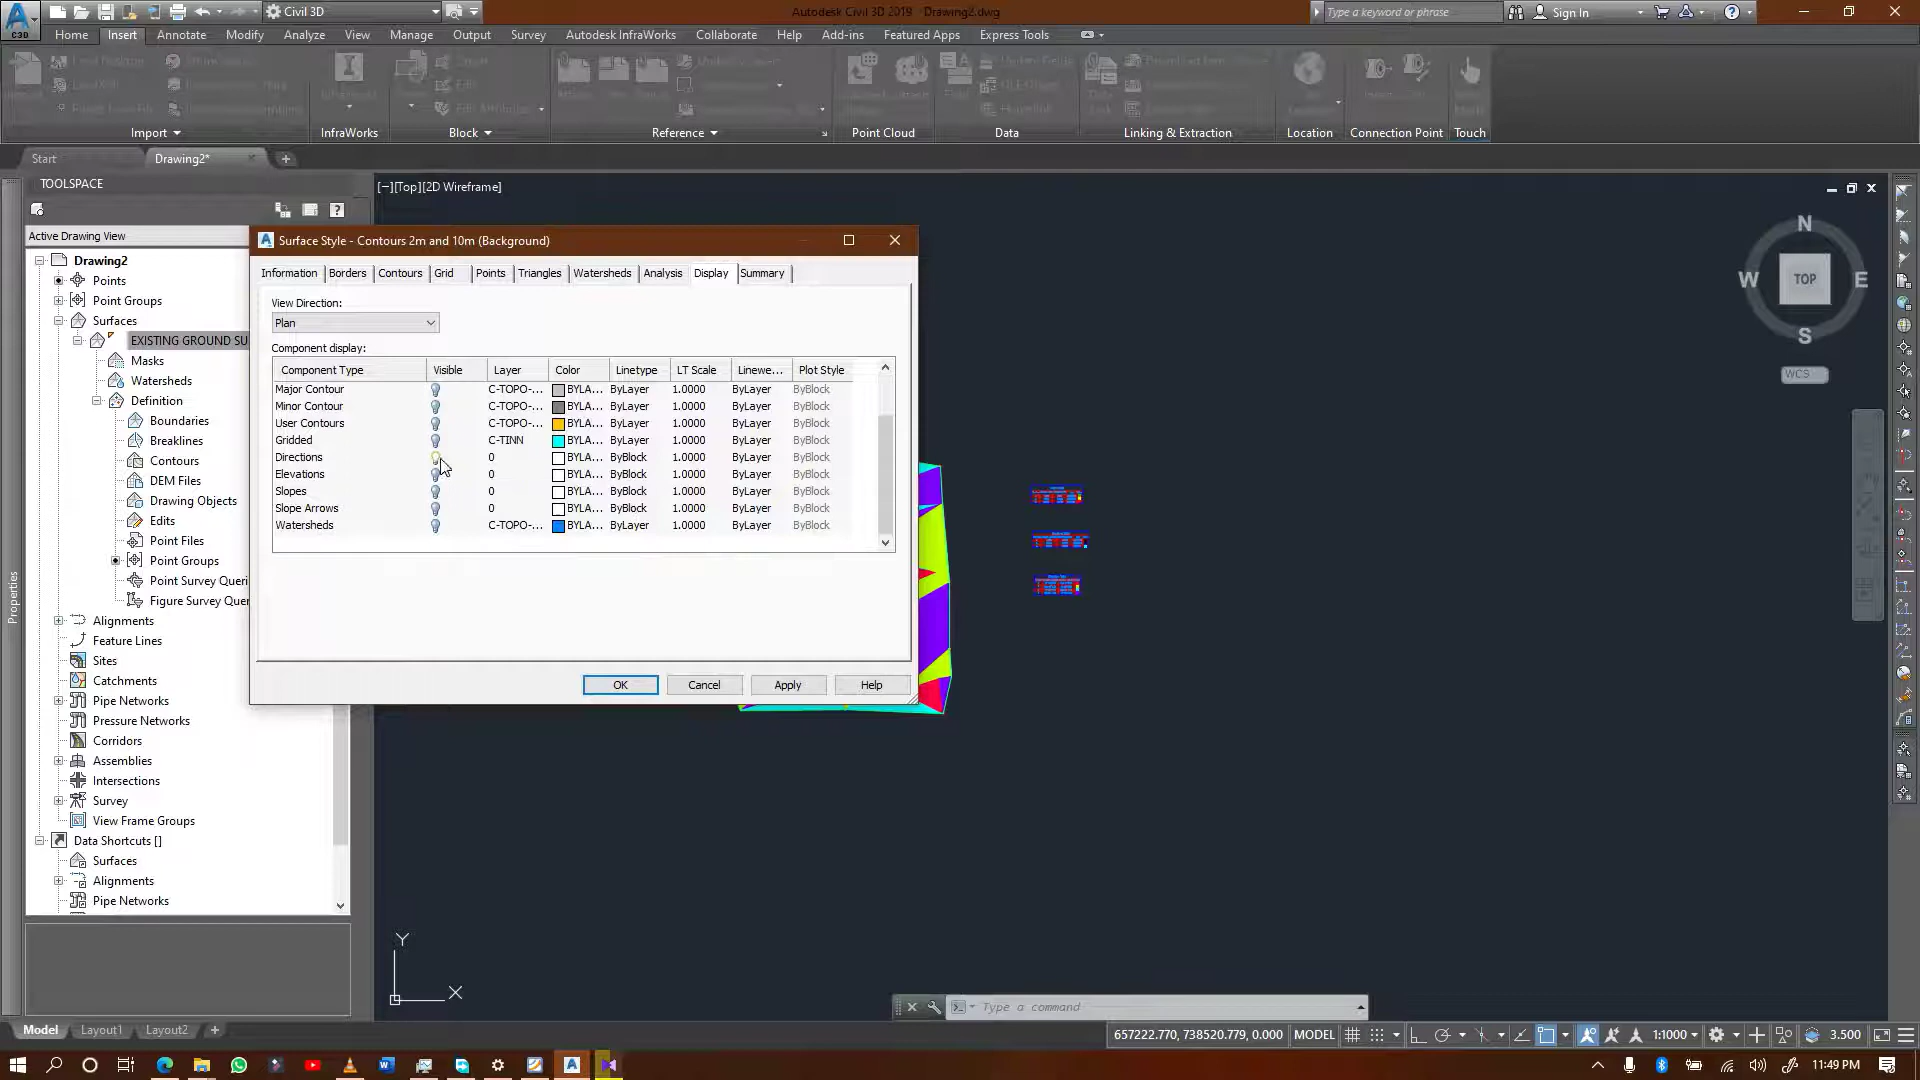 Civil 3D
Autodesk Civil 3D 2019 - Drawing2.dwg
Type a keyword or phrase
Sign In
C3D
Home Insert Annotate Modify Analyze View Manage Output Survey Autodesk InfraWorks Collaborate Help Add-ins Featured Apps Express Tools
Import InfraWorks Block Reference Point Cloud Data Linking & Extraction Location Connection Point Touch
Start Drawing2*
TOOLSPACE
[−][Top][2D Wireframe]
Active Drawing View
Drawing2
Points
Point Groups
Surfaces
EXISTING GROUND SU
Masks
Watersheds
Definition
Boundaries
Breaklines
Contours
DEM Files
Drawing Objects
Edits
Point Files
Point Groups
Point Survey Queri
Figure Survey Quer
Alignments
Feature Lines
Sites
Catchments
Pipe Networks
Pressure Networks
Corridors
Assemblies
Intersections
Survey
View Frame Groups
Data Shortcuts []
Surfaces
Alignments
Pipe Networks
Properties
Surface Style - Contours 2m and 10m (Background)
Information Borders Contours Grid Points Triangles Watersheds Analysis Display Summary
View Direction:
Plan
Component display:
Component Type Visible Layer Color Linetype LT Scale Linewe... Plot Style
Major Contour C-TOPO-... BYLA... ByLayer 1.0000 ByLayer ByBlock
Minor Contour C-TOPO-... BYLA... ByLayer 1.0000 ByLayer ByBlock
User Contours C-TOPO-... BYLA... ByLayer 1.0000 ByLayer ByBlock
Gridded C-TINN BYLA... ByLayer 1.0000 ByLayer ByBlock
Directions 0 BYLA... ByBlock 1.0000 ByLayer ByBlock
Elevations 0 BYLA... ByBlock 1.0000 ByLayer ByBlock
Slopes 0 BYLA... ByBlock 1.0000 ByLayer ByBlock
Slope Arrows 0 BYLA... ByBlock 1.0000 ByLayer ByBlock
Watersheds C-TOPO-... BYLA... ByLayer 1.0000 ByLayer ByBlock
OK Cancel Apply Help
N
W TOP E
S
WCS
Y
X
Type a command
Model Layout1 Layout2
657222.770, 738520.779, 0.000 MODEL 1:1000 3.500
11:49 PM